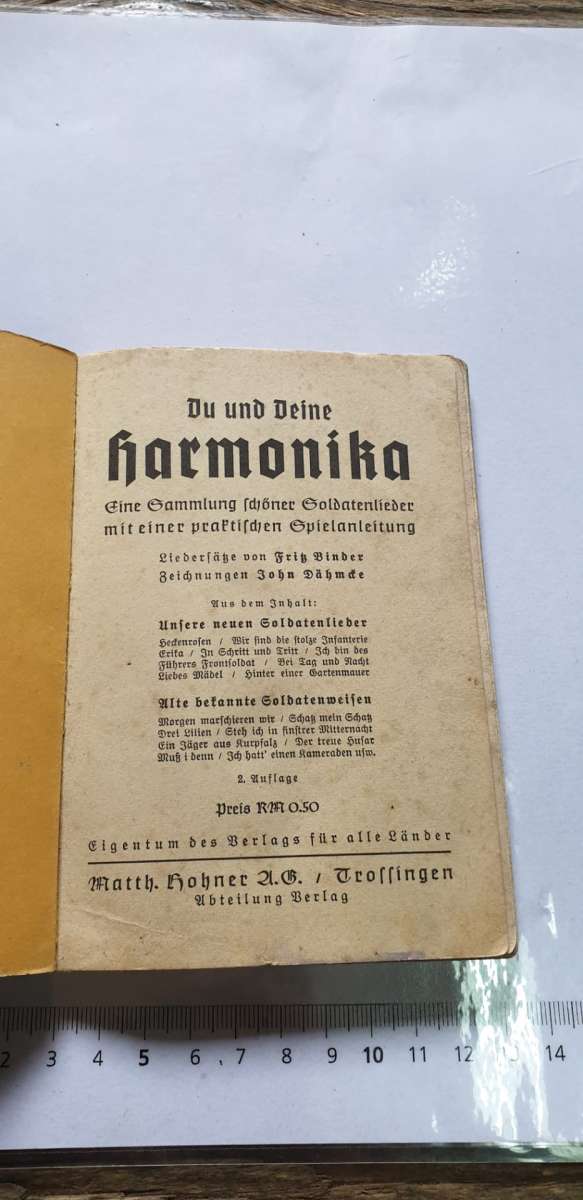 Du und Deine
Harmonika
Eine Sammlung schöner Soldatenlieder
mit einer praktischen Spielanleitung
Liedersätze von Fritz Binder
Zeichnungen John Dähmcke
Aus dem Inhalt:
Unsere neuen Soldatenlieder
Heckenrosen / Wir sind die stolze Infanterie
Erika / In Schritt und Tritt / Ich bin des
Führers Frontsoldat / Bei Tag und Nacht
Liebes Mädel / Hinter einer Gartenmauer
Alte bekannte Soldatenweisen
Morgen marschieren wir / Schatz mein Schatz
Drei Lilien / Steh ich in finstrer Mitternacht
Ein Jäger aus Kurpfalz / Der treue Husar
Muß i denn / Ich hatt' einen Kameraden usw.
2. Auflage
Preis RM 0.50
Eigentum des Verlags für alle Länder
Matth. Hohner A.G. / Trossingen
Abteilung Verlag
2 3 4 5 6 7 8 9 10 11 12 13 14